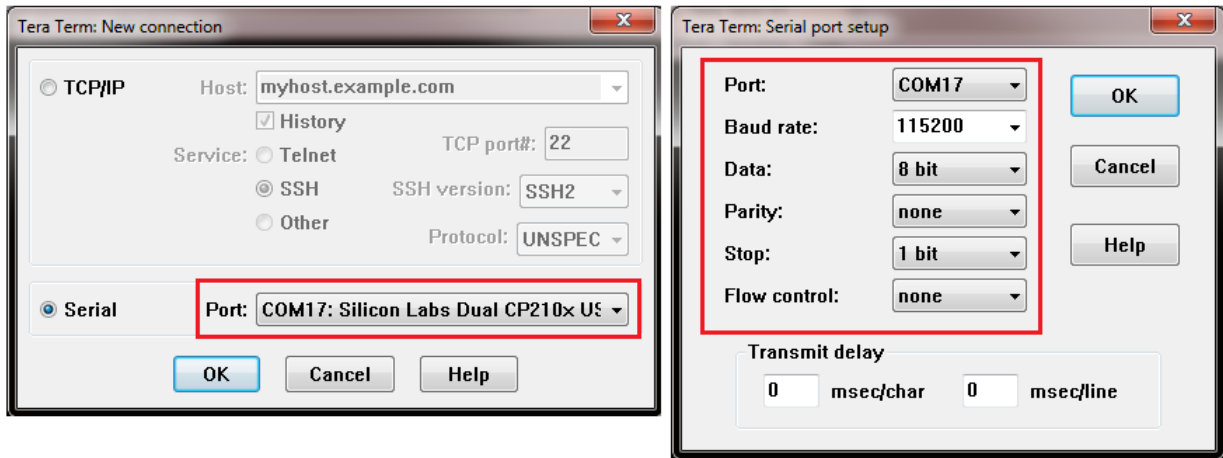 Tera Term: New connection
TCP/IP
Host: myhost.example.com
History
Service: Telnet
TCP port#: 22
SSH
SSH version: SSH2
Other
Protocol: UNSPEC
Serial
Port: COM17: Silicon Labs Dual CP210x US
OK Cancel Help
Tera Term: Serial port setup
Port: COM17
OK
Baud rate: 115200
Data: 8 bit
Cancel
Parity: none
Stop: 1 bit
Help
Flow control: none
Transmit delay
0 msec/char 0 msec/line